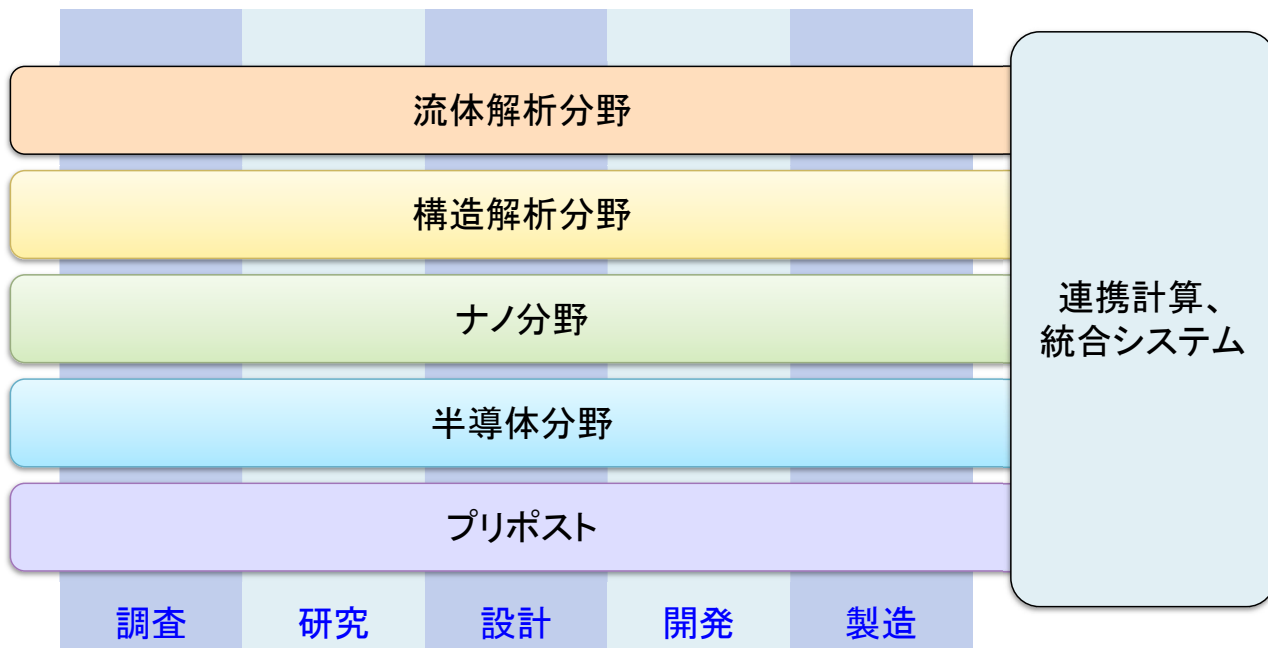 流体解析分野
構造解析分野
ナノ分野
半導体分野
プリポスト
連携計算、
統合システム
調査
研究
設計
開発
製造